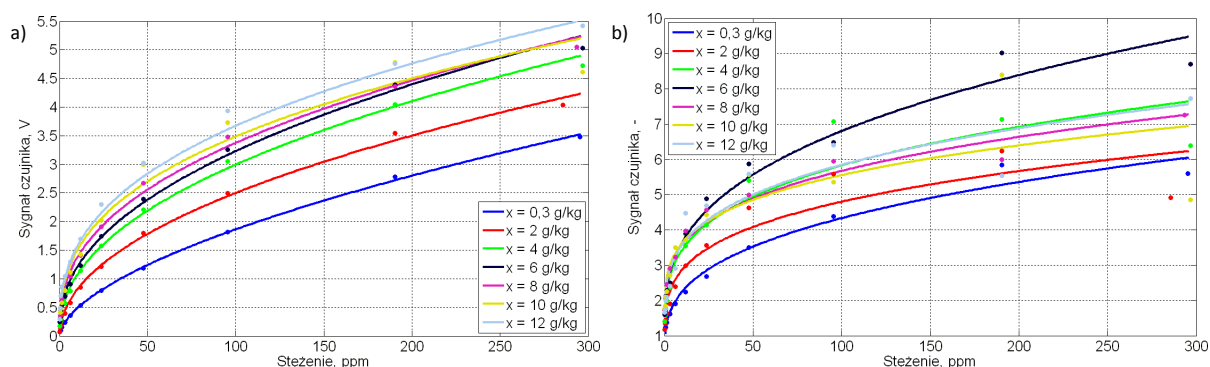 a)
5.5
5
4.5
4
3.5
3
2.5
2
1.5
1
0.5
0
Sygnał czujnika, V
0 50 100 150 200 250 300
Steżenie, ppm
x = 0,3 g/kg
x = 2 g/kg
x = 4 g/kg
x = 6 g/kg
x = 8 g/kg
x = 10 g/kg
x = 12 g/kg
b)
10
9
8
7
6
5
4
3
2
1
Sygnał czujnika, -
0 50 100 150 200 250 300
Steżenie, ppm
x = 0,3 g/kg
x = 2 g/kg
x = 4 g/kg
x = 6 g/kg
x = 8 g/kg
x = 10 g/kg
x = 12 g/kg